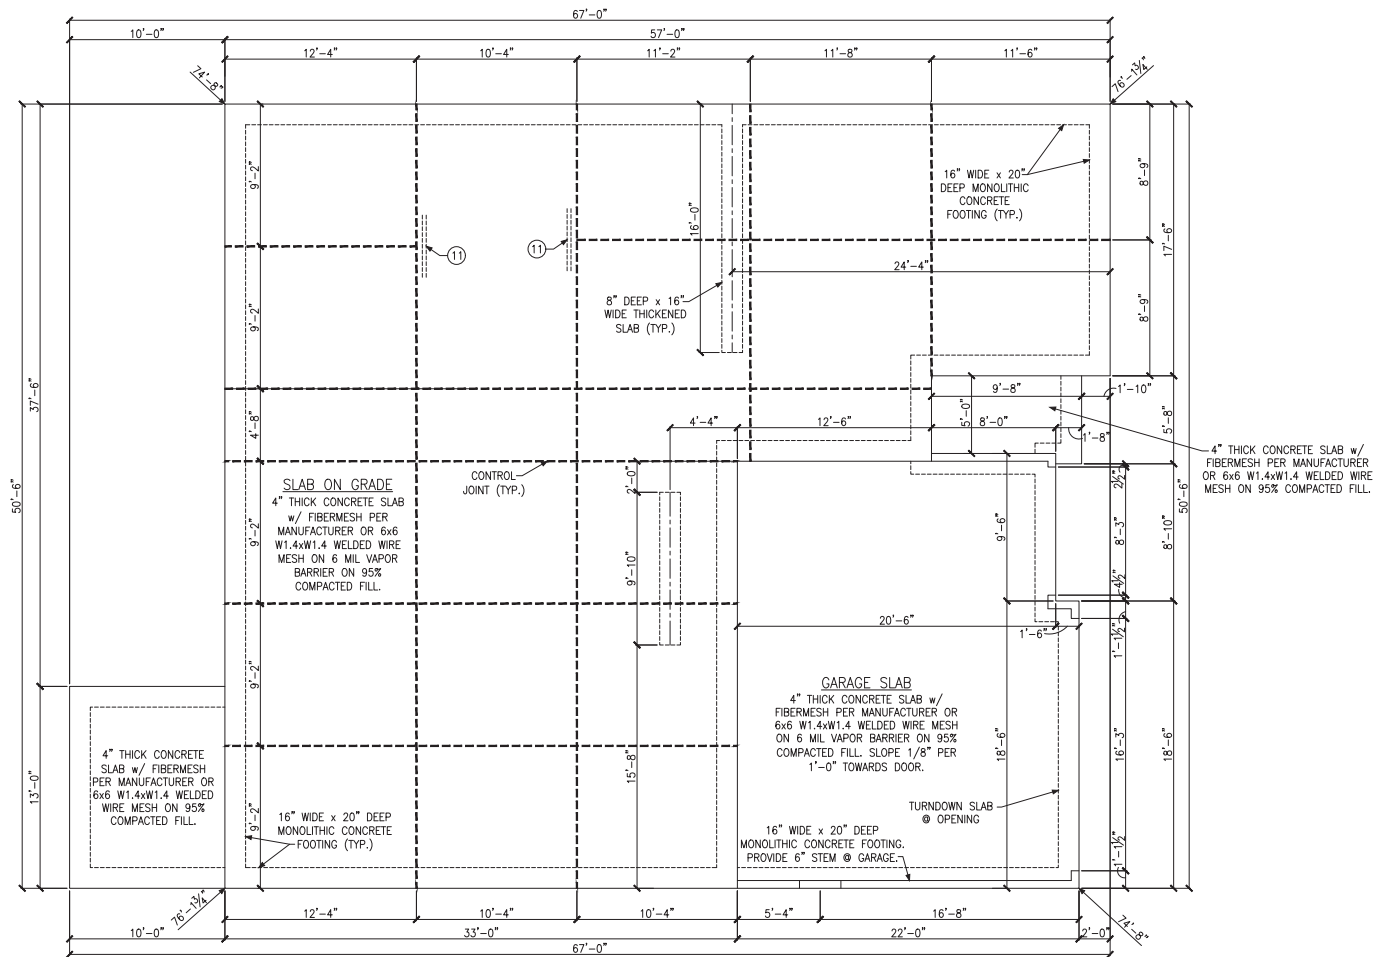 67'-0"
10'-0"
57'-0"
12'-4"
10'-4"
11'-2"
11'-8"
11'-6"
74'-8"
76'-1¾"
9'-2"
16'-0"
16" WIDE x 20"
DEEP MONOLITHIC
CONCRETE
FOOTING (TYP.)
8'-9"
17'-6"
11
11
24'-4"
8" DEEP x 16"
WIDE THICKENED
SLAB (TYP.)
9'-2"
8'-9"
37'-6"
50'-6"
9'-8"
1'-10"
5'-0"
4'-8"
4'-4"
12'-6"
8'-0"
1'-8"
5'-8"
4" THICK CONCRETE SLAB w/
FIBERMESH PER MANUFACTURER
OR 6x6 W1.4xW1.4 WELDED WIRE
MESH ON 95% COMPACTED FILL.
CONTROL
JOINT (TYP.)
2'-0"
2½"
50'-6"
SLAB ON GRADE
4" THICK CONCRETE SLAB
w/ FIBERMESH PER
MANUFACTURER OR 6x6
W1.4xW1.4 WELDED WIRE
MESH ON 6 MIL VAPOR
BARRIER ON 95%
COMPACTED FILL.
9'-2"
9'-10"
9'-6"
8'-3"
8'-10"
4½"
20'-6"
1'-6"
1'-1½"
9'-2"
GARAGE SLAB
4" THICK CONCRETE SLAB w/
FIBERMESH PER MANUFACTURER OR
6x6 W1.4xW1.4 WELDED WIRE MESH
ON 6 MIL VAPOR BARRIER ON 95%
COMPACTED FILL. SLOPE 1/8" PER
1'-0" TOWARDS DOOR.
15'-8"
18'-6"
16'-3"
18'-6"
13'-0"
4" THICK CONCRETE
SLAB w/ FIBERMESH
PER MANUFACTURER OR
6x6 W1.4xW1.4 WELDED
WIRE MESH ON 95%
COMPACTED FILL.
9'-2"
16" WIDE x 20" DEEP
MONOLITHIC CONCRETE
FOOTING (TYP.)
TURNDOWN SLAB
@ OPENING
16" WIDE x 20" DEEP
MONOLITHIC CONCRETE FOOTING.
PROVIDE 6" STEM @ GARAGE.
1'-1½"
76'-1¾"
74'-8"
12'-4"
10'-4"
10'-4"
5'-4"
16'-8"
10'-0"
33'-0"
22'-0"
2'-0"
67'-0"